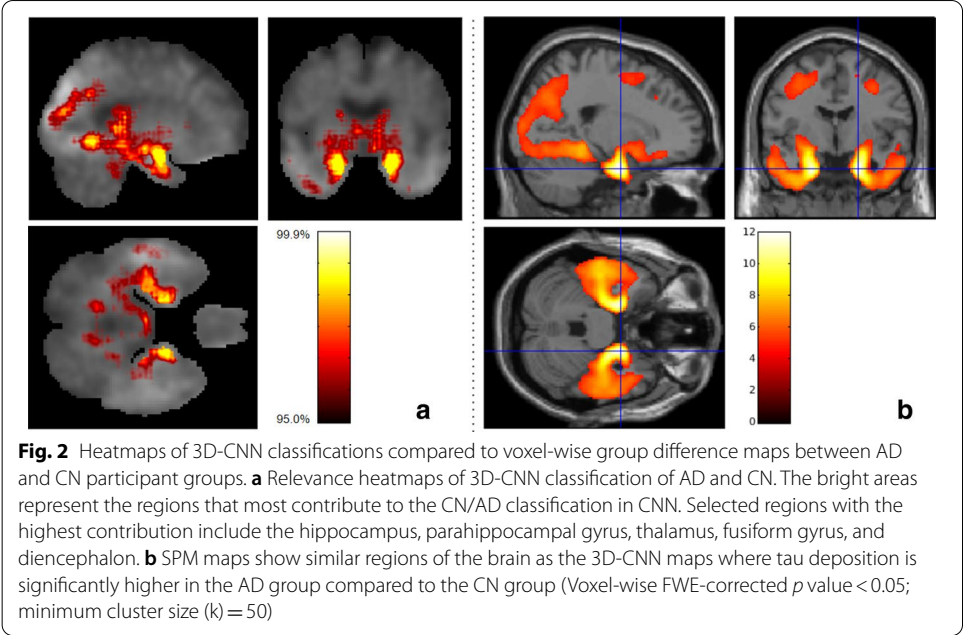 99.9%
95.0%
a
12
10
8
6
4
2
0
b
Fig. 2 Heatmaps of 3D-CNN classifications compared to voxel-wise group difference maps between AD
and CN participant groups. a Relevance heatmaps of 3D-CNN classification of AD and CN. The bright areas
represent the regions that most contribute to the CN/AD classification in CNN. Selected regions with the
highest contribution include the hippocampus, parahippocampal gyrus, thalamus, fusiform gyrus, and
diencephalon. b SPM maps show similar regions of the brain as the 3D-CNN maps where tau deposition is
significantly higher in the AD group compared to the CN group (Voxel-wise FWE-corrected p value < 0.05;
minimum cluster size (k) = 50)